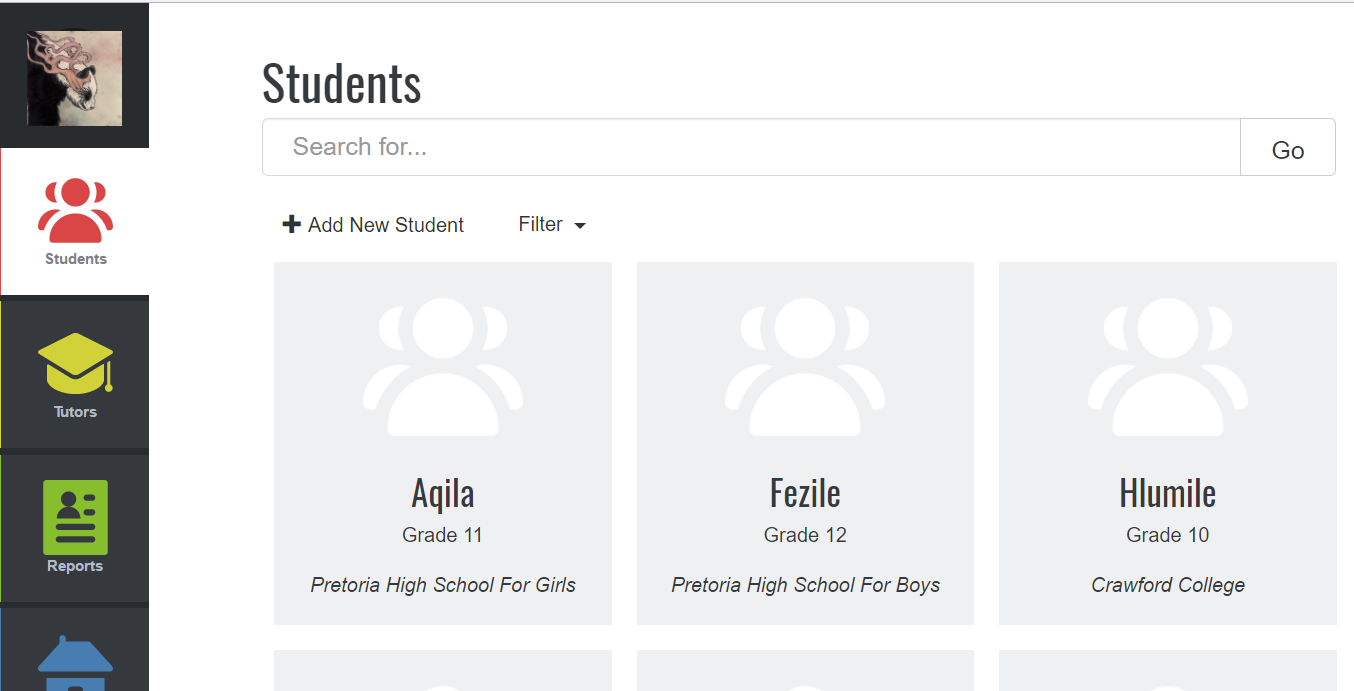 Students
Search for...
Go
Add New Student
Filter
Students
Tutors
Reports
Aqila
Grade 11
Pretoria High School For Girls
Fezile
Grade 12
Pretoria High School For Boys
Hlumile
Grade 10
Crawford College